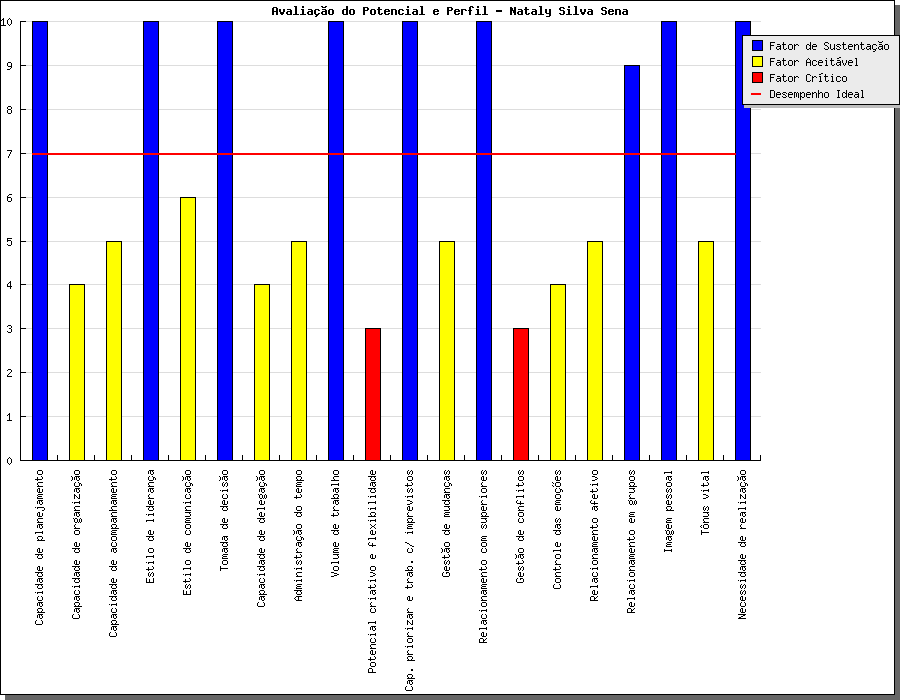 Avaliação do Potencial e Perfil - Nataly Silva Sena
10
9
8
7
6
5
4
3
2
1
0
Fator de Sustentação
Fator Aceitável
Fator Crítico
Desempenho Ideal
Capacidade de planejamento
Capacidade de organização
Capacidade de acompanhamento
Estilo de liderança
Estilo de comunicação
Tomada de decisão
Capacidade de delegação
Administração do tempo
Volume de trabalho
Potencial criativo e flexibilidade
Cap. priorizar e trab. c/ imprevistos
Gestão de mudanças
Relacionamento com superiores
Gestão de conflitos
Controle das emoções
Relacionamento afetivo
Relacionamento em grupos
Imagem pessoal
Tônus vital
Necessidade de realização